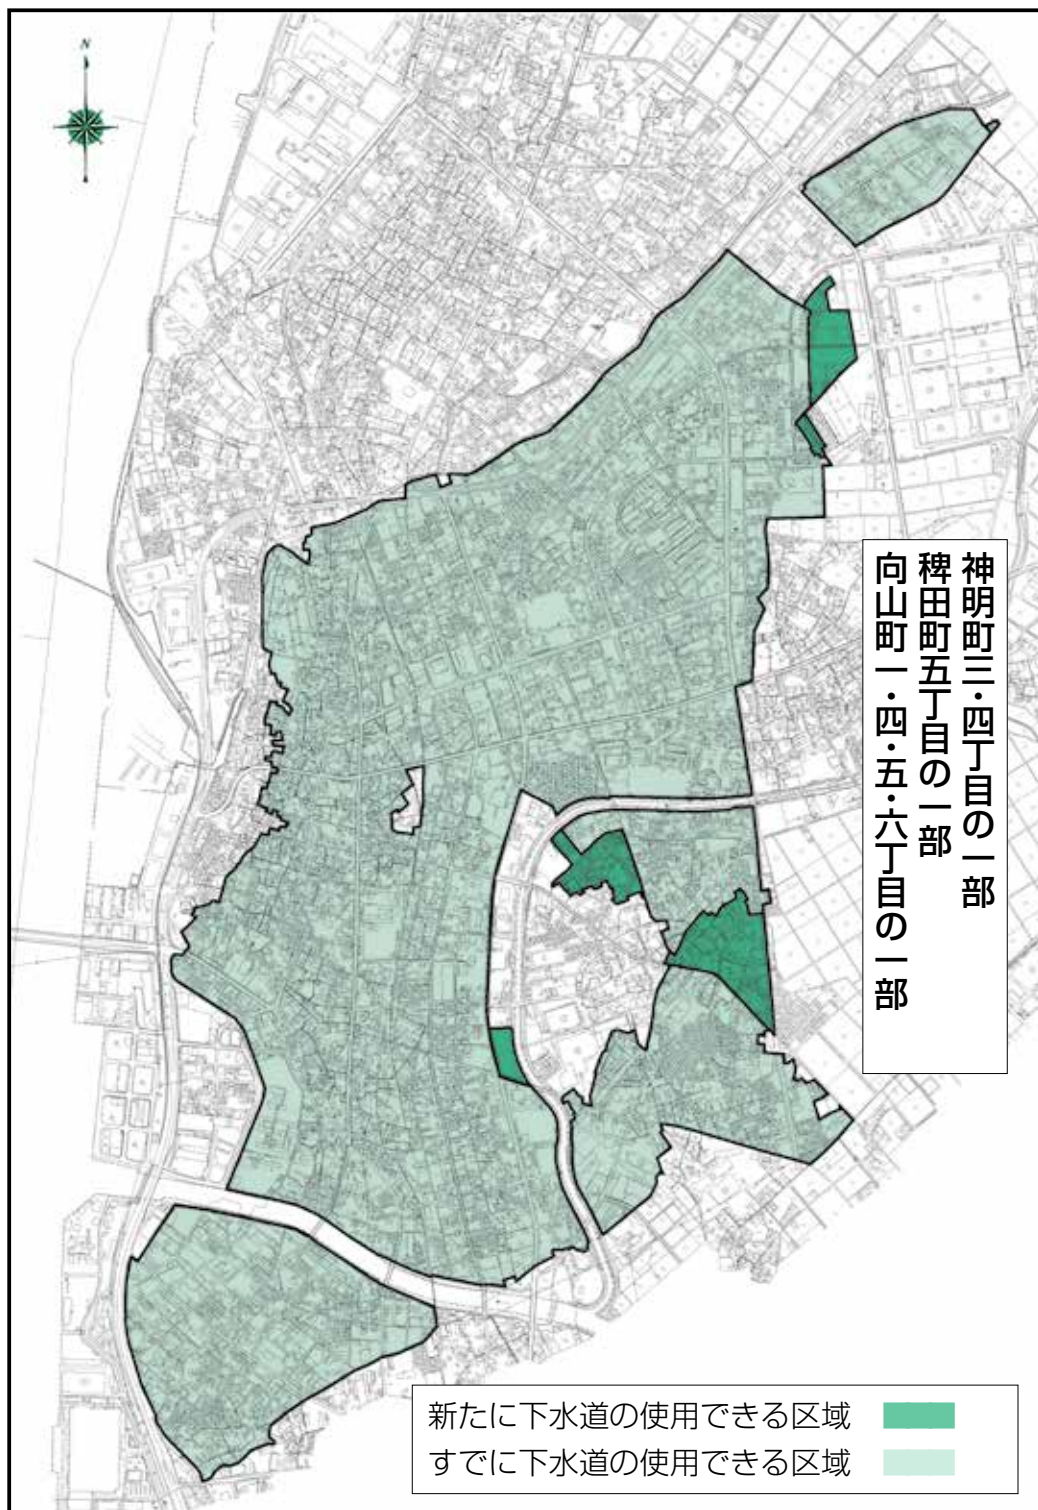 N
神明町三・四丁目の一部
稗田町五丁目の一部
向山町一・四・五・六丁目の一部
新たに下水道の使用できる区域
すでに下水道の使用できる区域